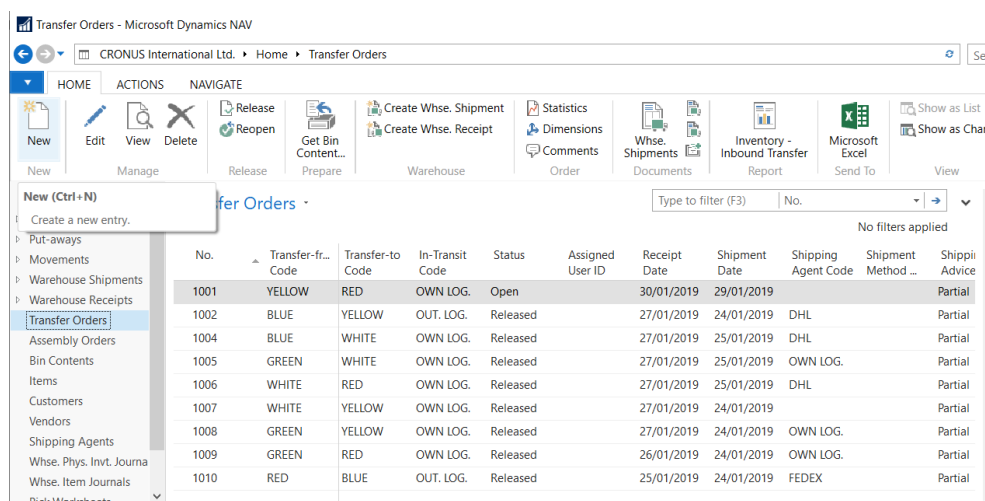 Transfer Orders - Microsoft Dynamics NAV
CRONUS International Ltd. Home Transfer Orders
HOME ACTIONS NAVIGATE
New
Edit
View
Delete
Release
Reopen
Get Bin
Content...
Create Whse. Shipment
Create Whse. Receipt
Statistics
Dimensions
Comments
Whse.
Shipments
Inventory -
Inbound Transfer
Microsoft
Excel
Show as List
Show as Char
New Manage Release Prepare Warehouse Order Documents Report Send To View
New (Ctrl+N)
Create a new entry.
sfer Orders
Type to filter (F3) No.
No filters applied
Put-aways
Movements
Warehouse Shipments
Warehouse Receipts
Transfer Orders
Assembly Orders
Bin Contents
Items
Customers
Vendors
Shipping Agents
Whse. Phys. Invt. Journa
Whse. Item Journals
No. Transfer-fr... Transfer-to In-Transit Status Assigned Receipt Shipment Shipping Shipment Shippi
Code Code Code User ID Date Date Agent Code Method ... Advice
1001 YELLOW RED OWN LOG. Open 30/01/2019 29/01/2019 Partial
1002 BLUE YELLOW OUT. LOG. Released 27/01/2019 24/01/2019 DHL Partial
1004 BLUE WHITE OWN LOG. Released 27/01/2019 25/01/2019 DHL Partial
1005 GREEN WHITE OWN LOG. Released 27/01/2019 25/01/2019 OWN LOG. Partial
1006 WHITE RED OWN LOG. Released 27/01/2019 25/01/2019 DHL Partial
1007 WHITE YELLOW OWN LOG. Released 27/01/2019 24/01/2019 Partial
1008 GREEN YELLOW OWN LOG. Released 27/01/2019 24/01/2019 OWN LOG. Partial
1009 GREEN RED OWN LOG. Released 26/01/2019 24/01/2019 OWN LOG. Partial
1010 RED BLUE OUT. LOG. Released 25/01/2019 24/01/2019 FEDEX Partial